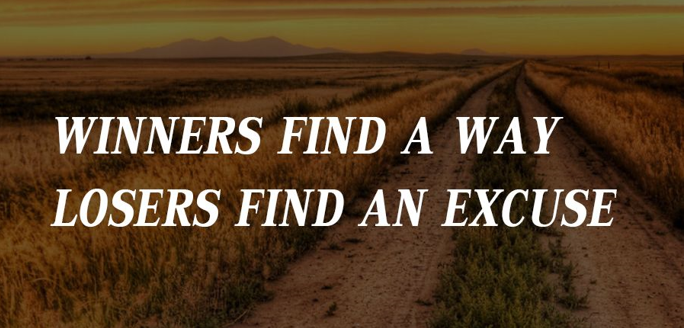 WINNERS FIND A WAY
LOSERS FIND AN EXCUSE